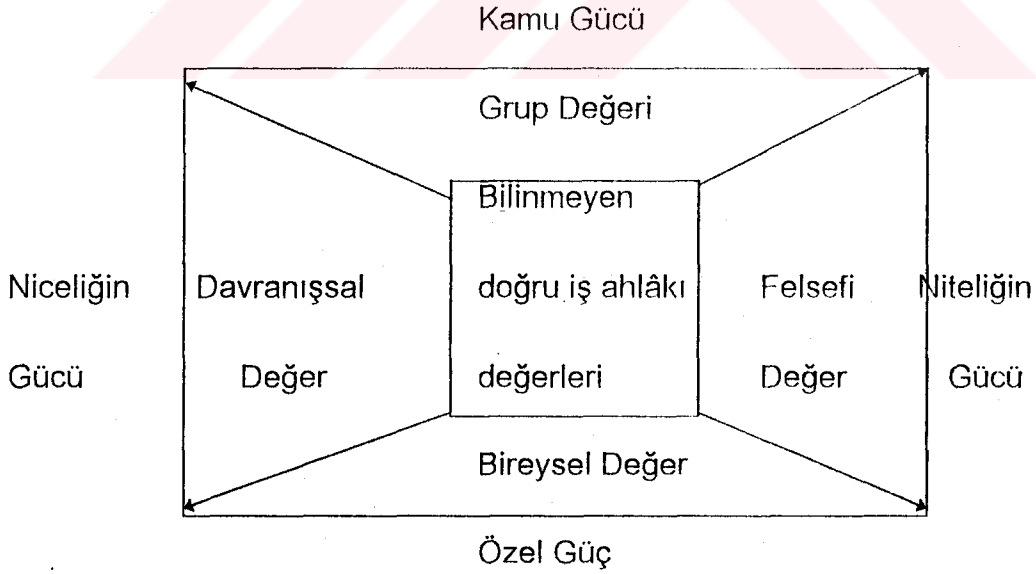 Kamu Gücü
Grup Değeri
Bilinmeyen
Niceliğin Davranışsal doğru iş ahlâkı Felsefi Niteliğin
Gücü Değer değerleri Değer Gücü
Bireysel Değer
Özel Güç